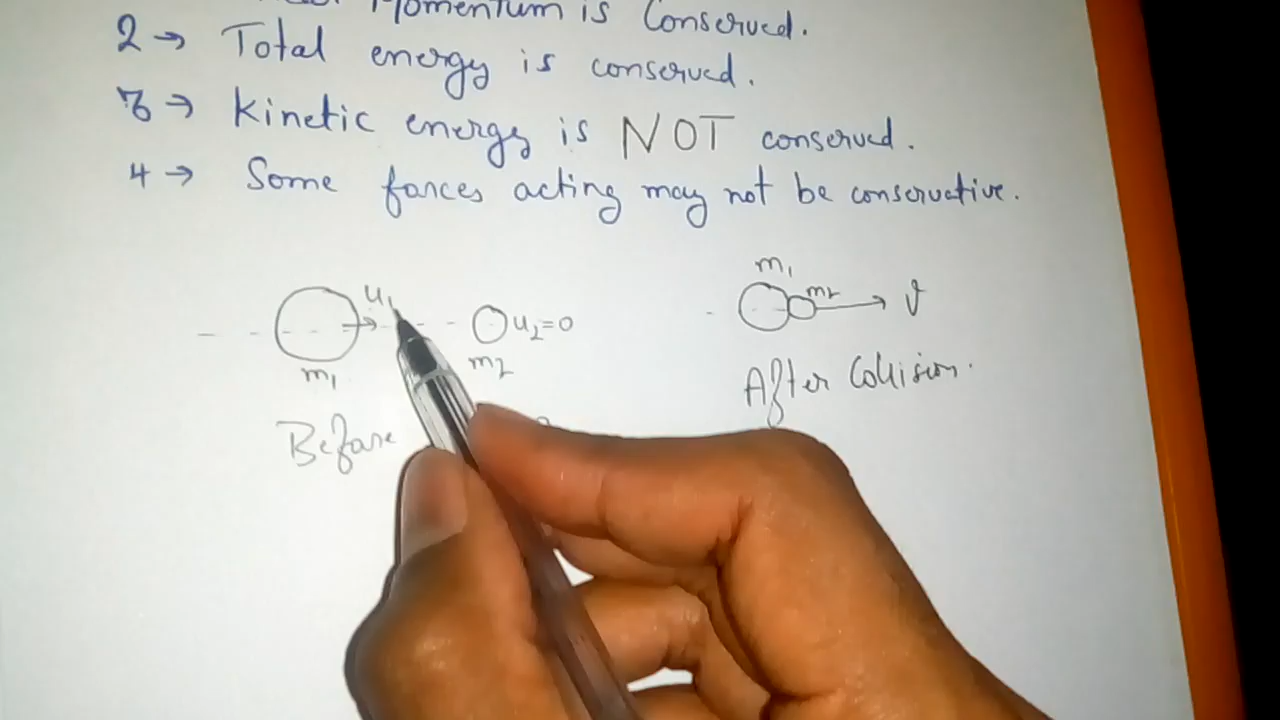 Momentum is Conserved.
2 → Total energy is conserved.
3 → Kinetic energy is NOT conserved.
4 → Some forces acting may not be conservative.
m₁
u₁
m₂
u₂=0
v
m₁
m₂
Before
After Collision.